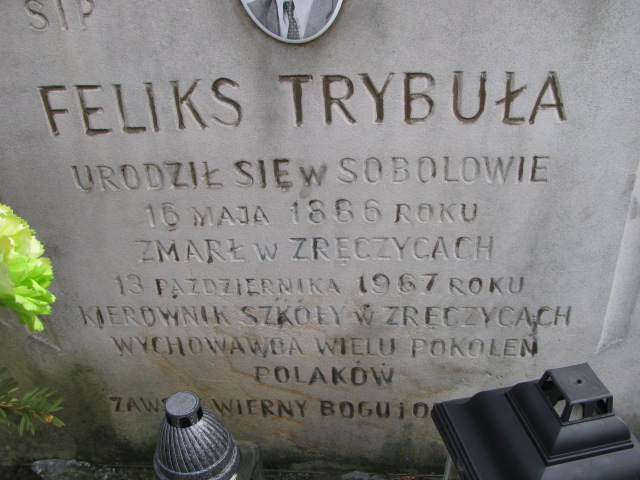 Ś P
FELIKS TRYBUŁA
URODZIŁ SIĘ W SOBOLOWIE
16 MAJA 1886 ROKU
ZMARŁ W ZRĘCZYCACH
13 PAŹDZIERNIKA 1967 ROKU
KIEROWNIK SZKOŁY W ZRĘCZYCACH
WYCHOWAWCA WIELU POKOLEŃ
POLAKÓW
WIERNY BOGU I